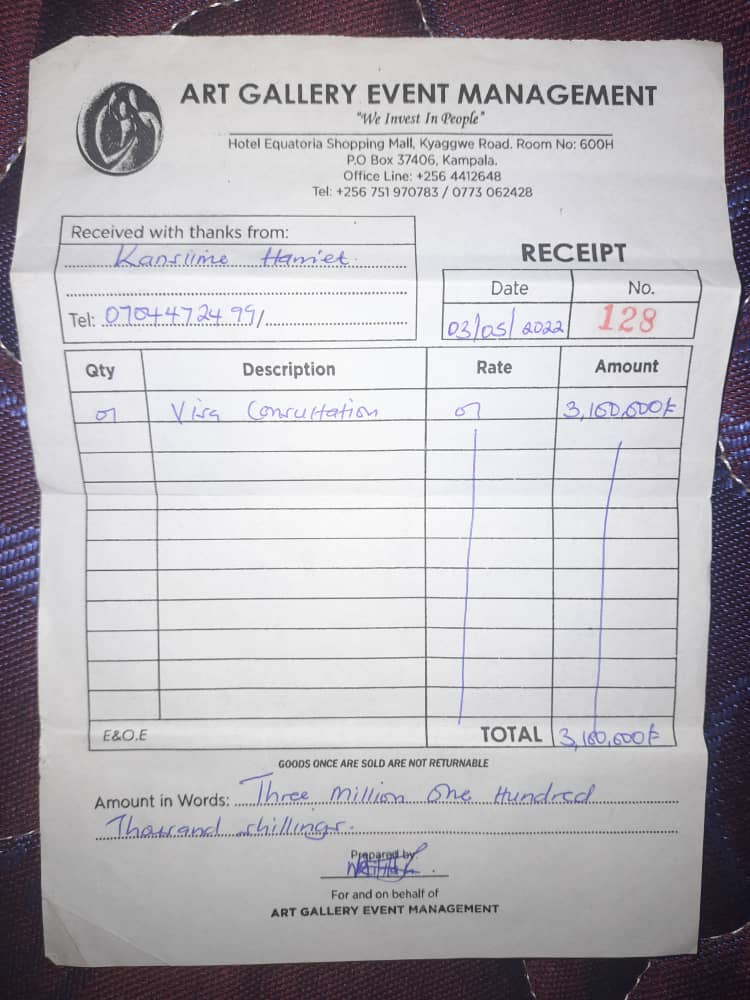 ART GALLERY EVENT MANAGEMENT
"We Invest In People"
Hotel Equatoria Shopping Mall, Kyaggwe Road. Room No: 600H
P.O Box 37406, Kampala.
Office Line: +256 4412648
Tel: +256 751 970783 / 0773 062428
Received with thanks from:
Kansiime Harriet
Tel: 0704472499/
RECEIPT
Date No.
03/05/2022 128
Qty Description Rate Amount
01 Visa Consultation 01 3,100,000/=
E&O.E TOTAL 3,100,000/=
GOODS ONCE ARE SOLD ARE NOT RETURNABLE
Amount in Words: Three Million One Hundred
Thousand shillings.
Prepared by:
For and on behalf of
ART GALLERY EVENT MANAGEMENT